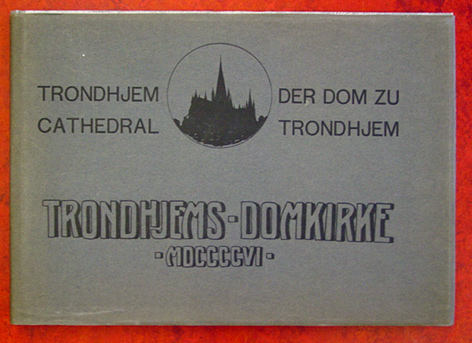 TRONDHJEM
CATHEDRAL
DER DOM ZU
TRONDHJEM
TRONDHJEMS-DOMKIRKE
-MDCCCCVI-